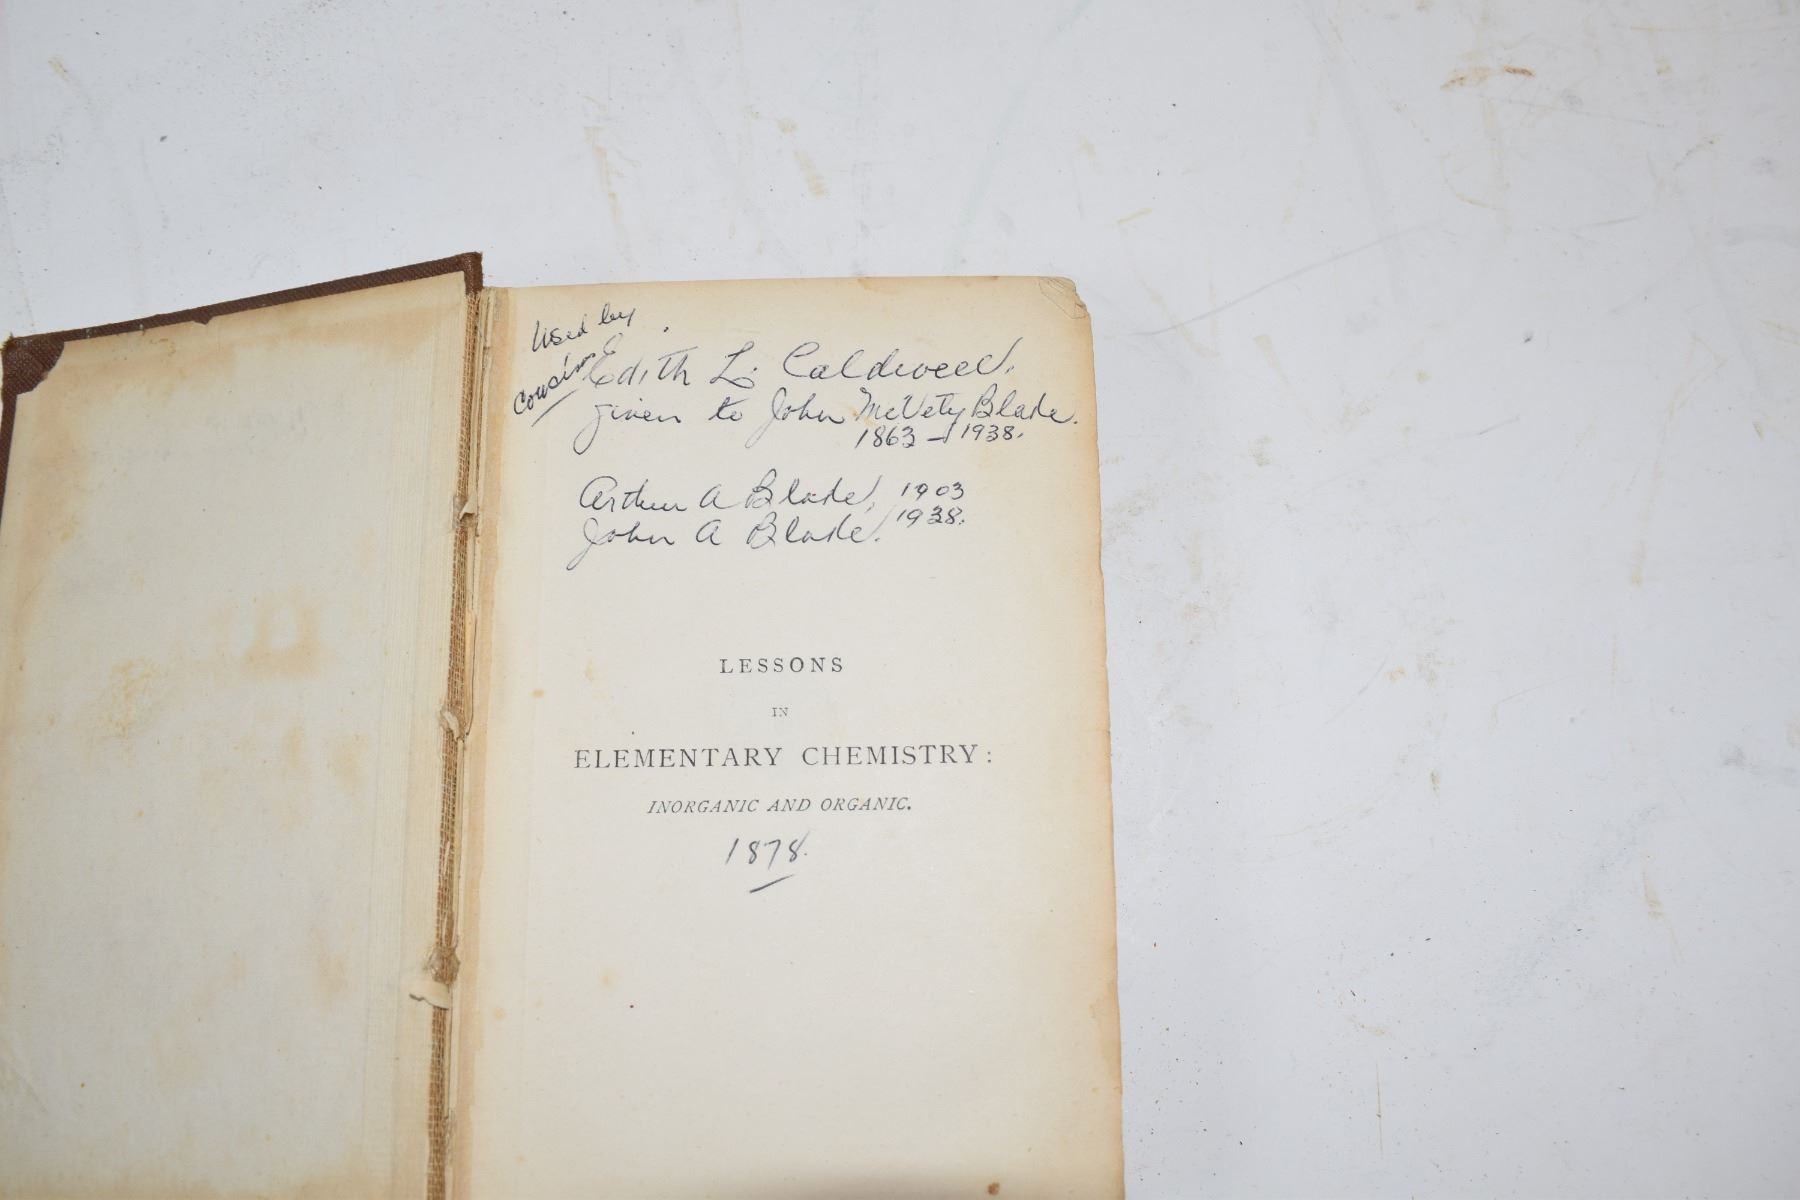 Used by
Cousin
Edith L. Caldwell.
given to John McVety Blade.
1863 – 1938.
Arthur A Blade, 1903
John A Blade. 1938.
LESSONS
IN
ELEMENTARY CHEMISTRY:
INORGANIC AND ORGANIC.
1878.